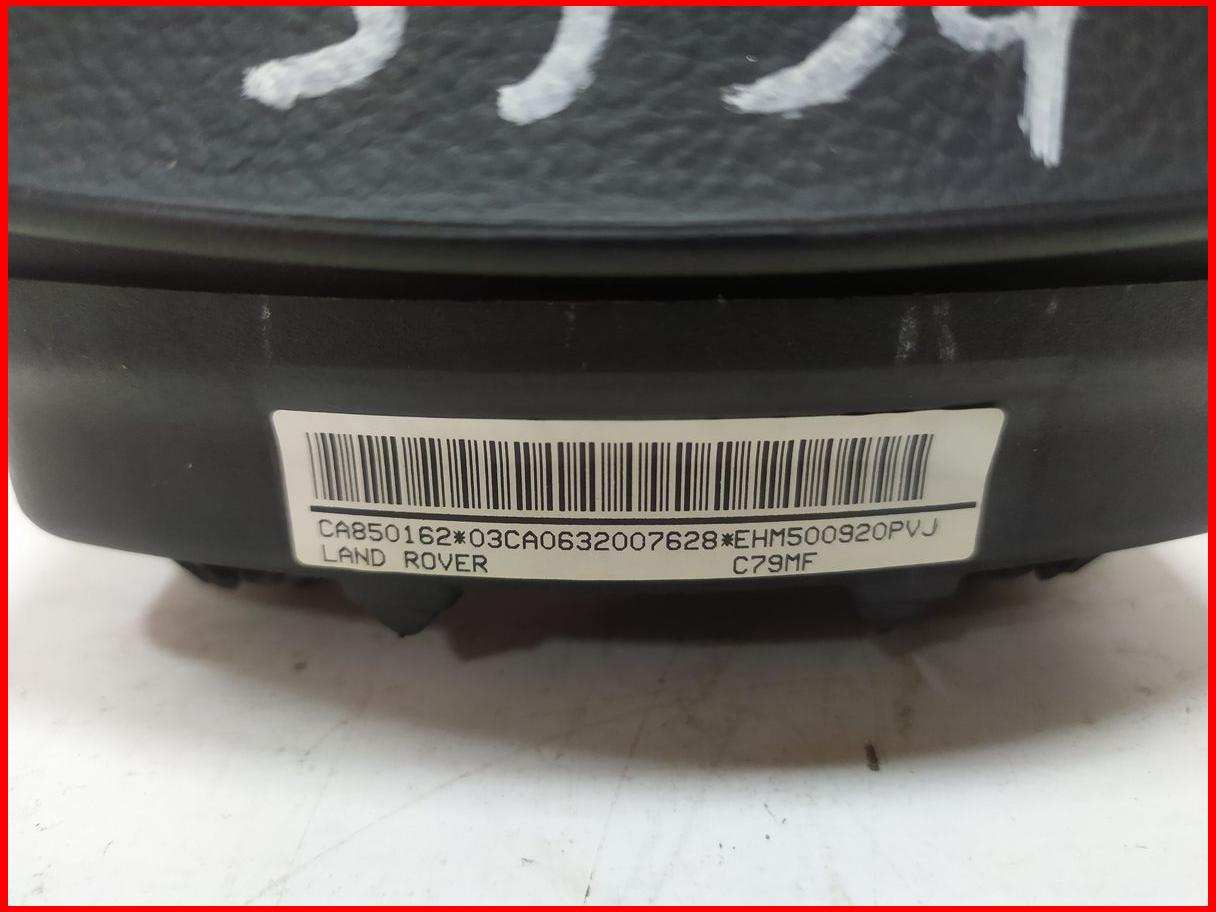 CA850162*03CA0632007628*EHM500920PVJ
LAND ROVER C79MF